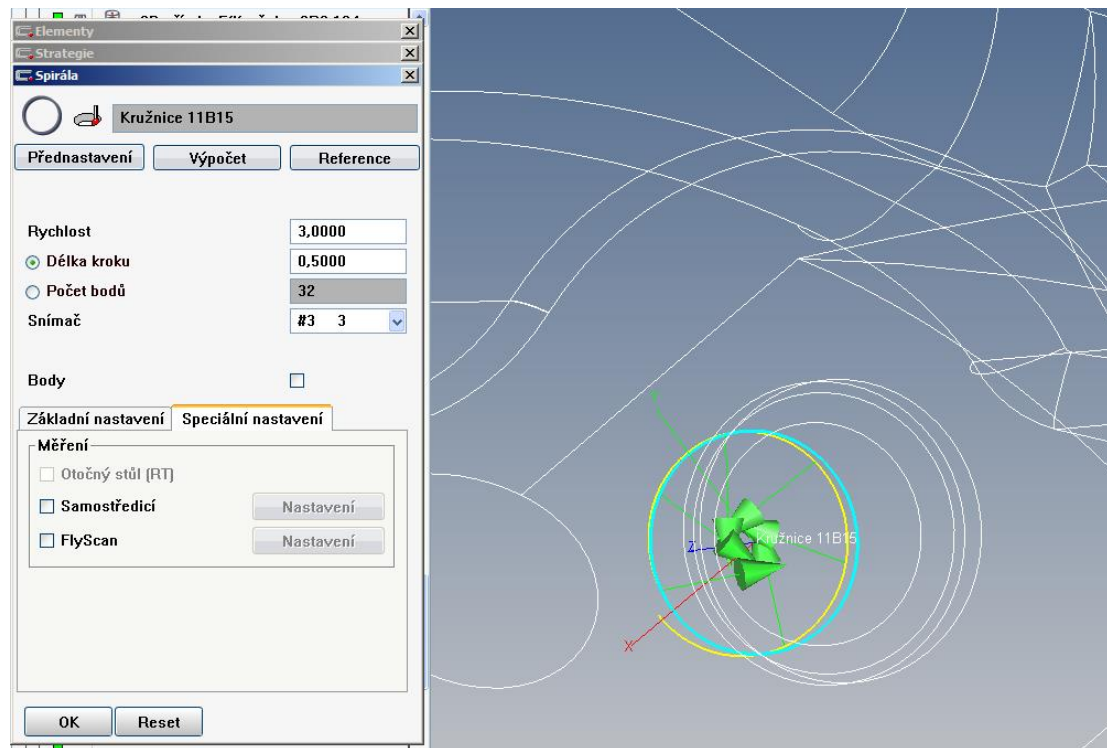 Elementy
Strategie
Spirála
Kružnice 11B15
Přednastavení Výpočet Reference
Rychlost 3,0000
Délka kroku 0,5000
Počet bodů 32
Snímač #3 3
Body
Základní nastavení Speciální nastavení
Měření
Otočný stůl (RT)
Samostředicí Nastavení
FlyScan Nastavení
OK Reset
Z
Kružnice 11B15
X